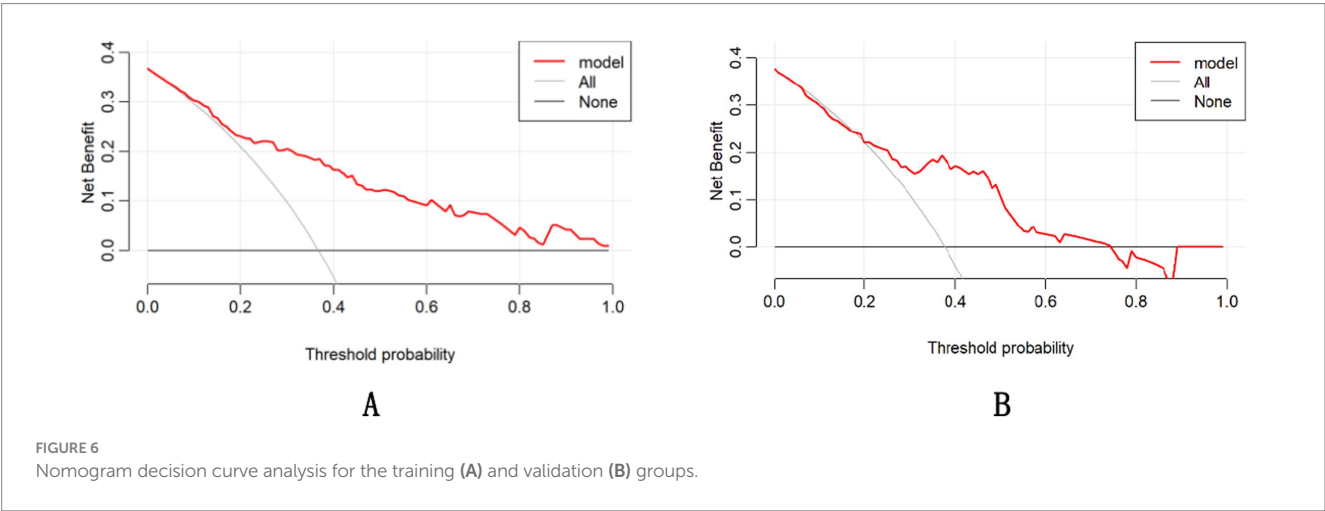 0.4
0.3
0.2
0.1
0.0
Net Benefit
model
All
None
0.0 0.2 0.4 0.6 0.8 1.0
Threshold probability
A
0.4
0.3
0.2
0.1
0.0
Net Benefit
model
All
None
0.0 0.2 0.4 0.6 0.8 1.0
Threshold probability
B
FIGURE 6
Nomogram decision curve analysis for the training (A) and validation (B) groups.